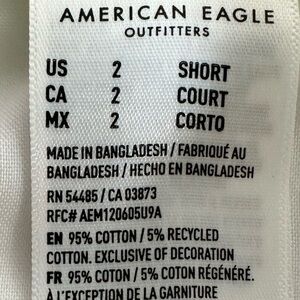 AMERICAN EAGLE
OUTFITTERS
US 2 SHORT
CA 2 COURT
MX 2 CORTO
MADE IN BANGLADESH / FABRIQUÉ AU
BANGLADESH / HECHO EN BANGLADESH
RN 54485 / CA 03873
RFC# AEM120605U9A
EN 95% COTTON / 5% RECYCLED
COTTON. EXCLUSIVE OF DECORATION
FR 95% COTON / 5% COTON RÉGÉNÉRÉ.
À L'EXCEPTION DE LA GARNITURE